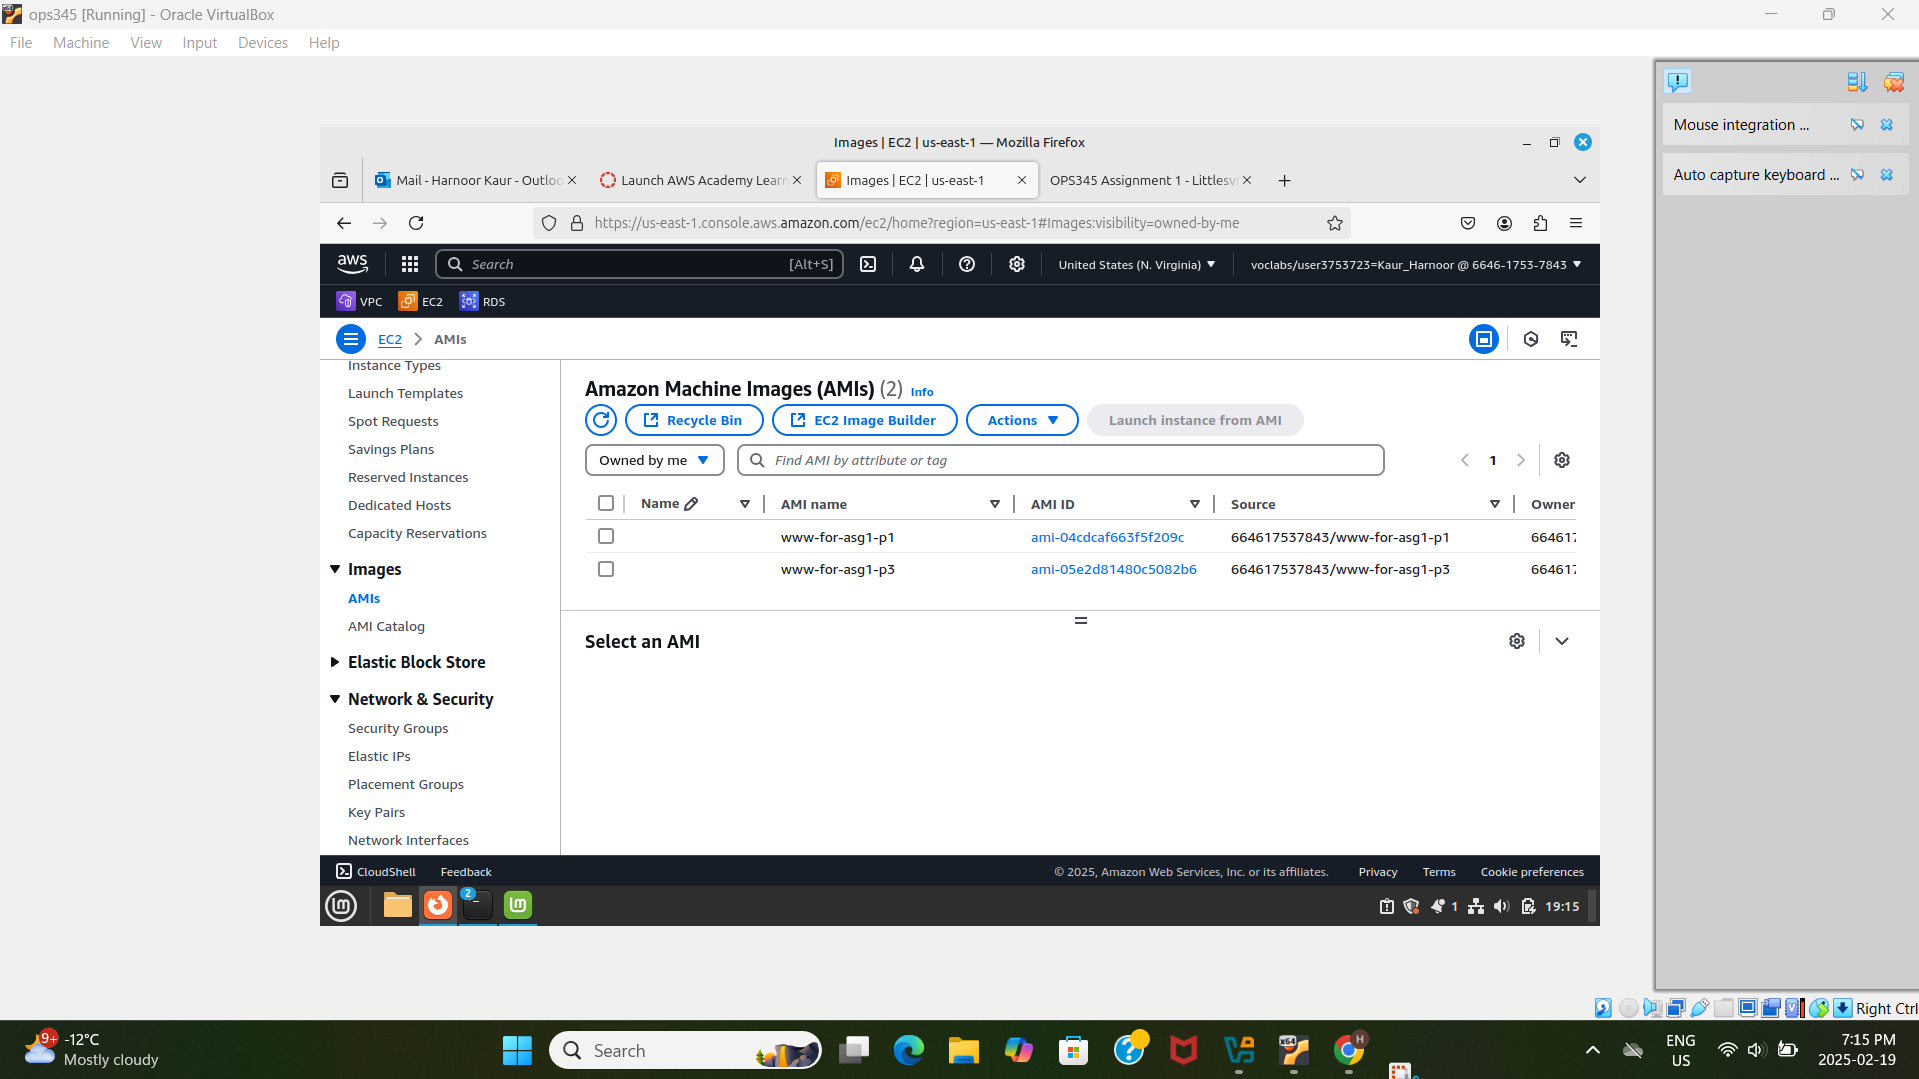 ops345 [Running] - Oracle VirtualBox
File Machine View Input Devices Help
Mouse integration ...
Auto capture keyboard ...
Images | EC2 | us-east-1 — Mozilla Firefox
Mail - Harnoor Kaur - Outloo
Launch AWS Academy Learn
Images | EC2 | us-east-1
OPS345 Assignment 1 - Littlesv
https://us-east-1.console.aws.amazon.com/ec2/home?region=us-east-1#Images:visibility=owned-by-me
aws
Search [Alt+S]
United States (N. Virginia)
voclabs/user3753723=Kaur_Harnoor @ 6646-1753-7843
VPC EC2 RDS
EC2 > AMIs
Instance Types
Launch Templates
Spot Requests
Savings Plans
Reserved Instances
Dedicated Hosts
Capacity Reservations
Images
AMIs
AMI Catalog
Elastic Block Store
Network & Security
Security Groups
Elastic IPs
Placement Groups
Key Pairs
Network Interfaces
Amazon Machine Images (AMIs) (2) Info
Recycle Bin
EC2 Image Builder
Actions
Launch instance from AMI
Owned by me
Find AMI by attribute or tag
1
Name AMI name AMI ID Source Owner
www-for-asg1-p1 ami-04cdcaf663f5f209c 664617537843/www-for-asg1-p1 664617
www-for-asg1-p3 ami-05e2d81480c5082b6 664617537843/www-for-asg1-p3 664617
Select an AMI
CloudShell Feedback
© 2025, Amazon Web Services, Inc. or its affiliates. Privacy Terms Cookie preferences
2
1
19:15
Right Ctrl
9+
-12°C
Mostly cloudy
Search
x64
H
ENG
US
7:15 PM
2025-02-19